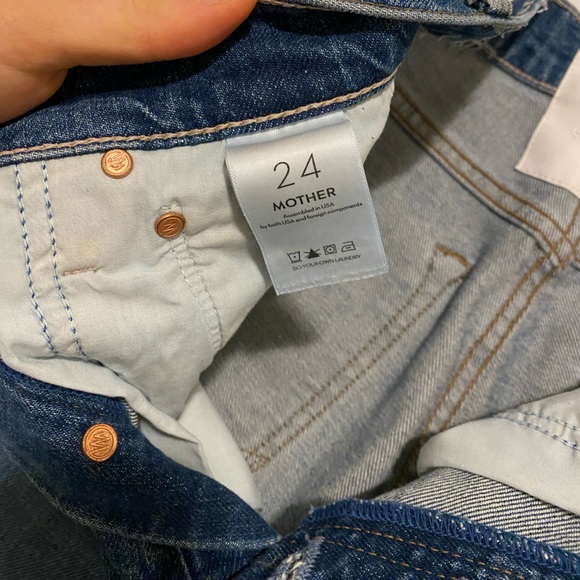 24
MOTHER
Assembled in USA
by both USA and foreign components
DO YOUR OWN LAUNDRY